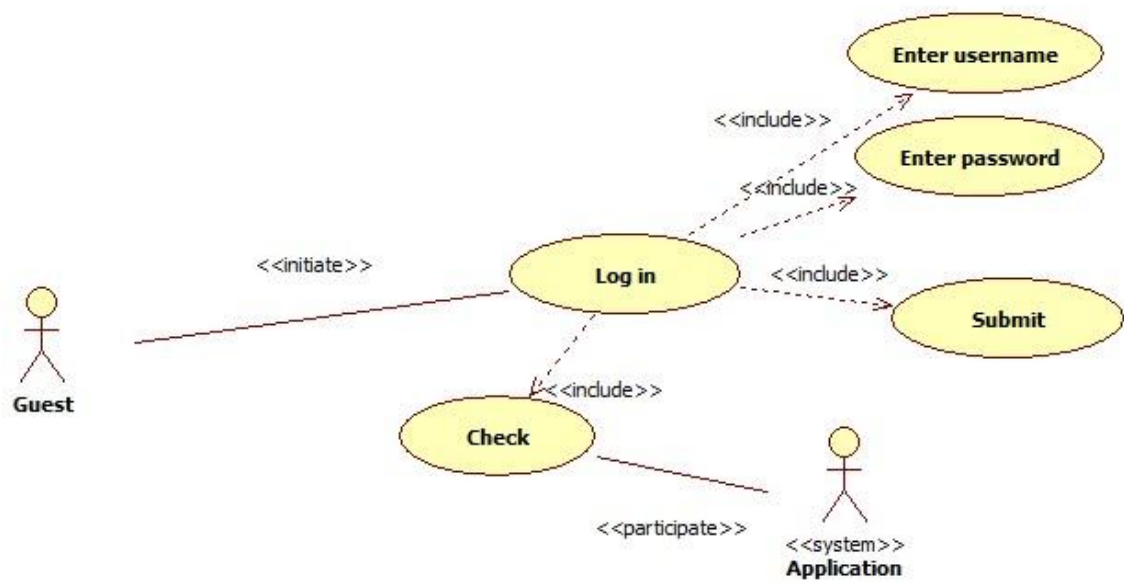 Enter username
<<include>>
Enter password
<<include>>
<<initiate>>
Log in
<<include>>
Submit
Guest
<<include>>
Check
<<participate>>
<<system>>
Application